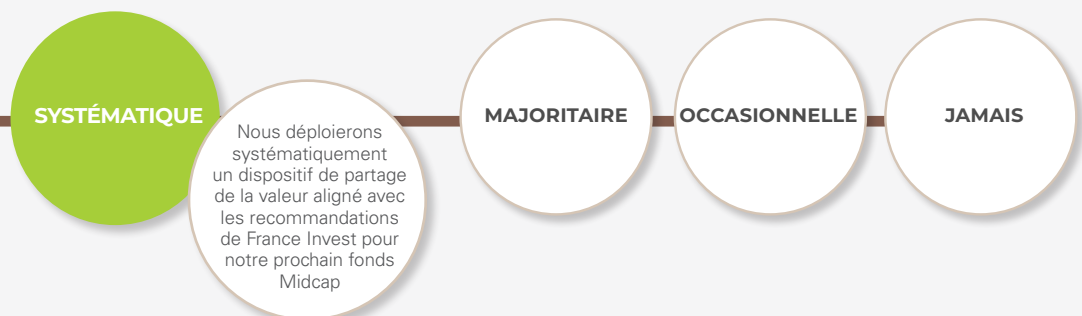 SYSTÉMATIQUE
Nous déploierons
systématiquement
un dispositif de partage
de la valeur aligné avec
les recommandations
de France Invest pour
notre prochain fonds
Midcap
MAJORITAIRE
OCCASIONNELLE
JAMAIS